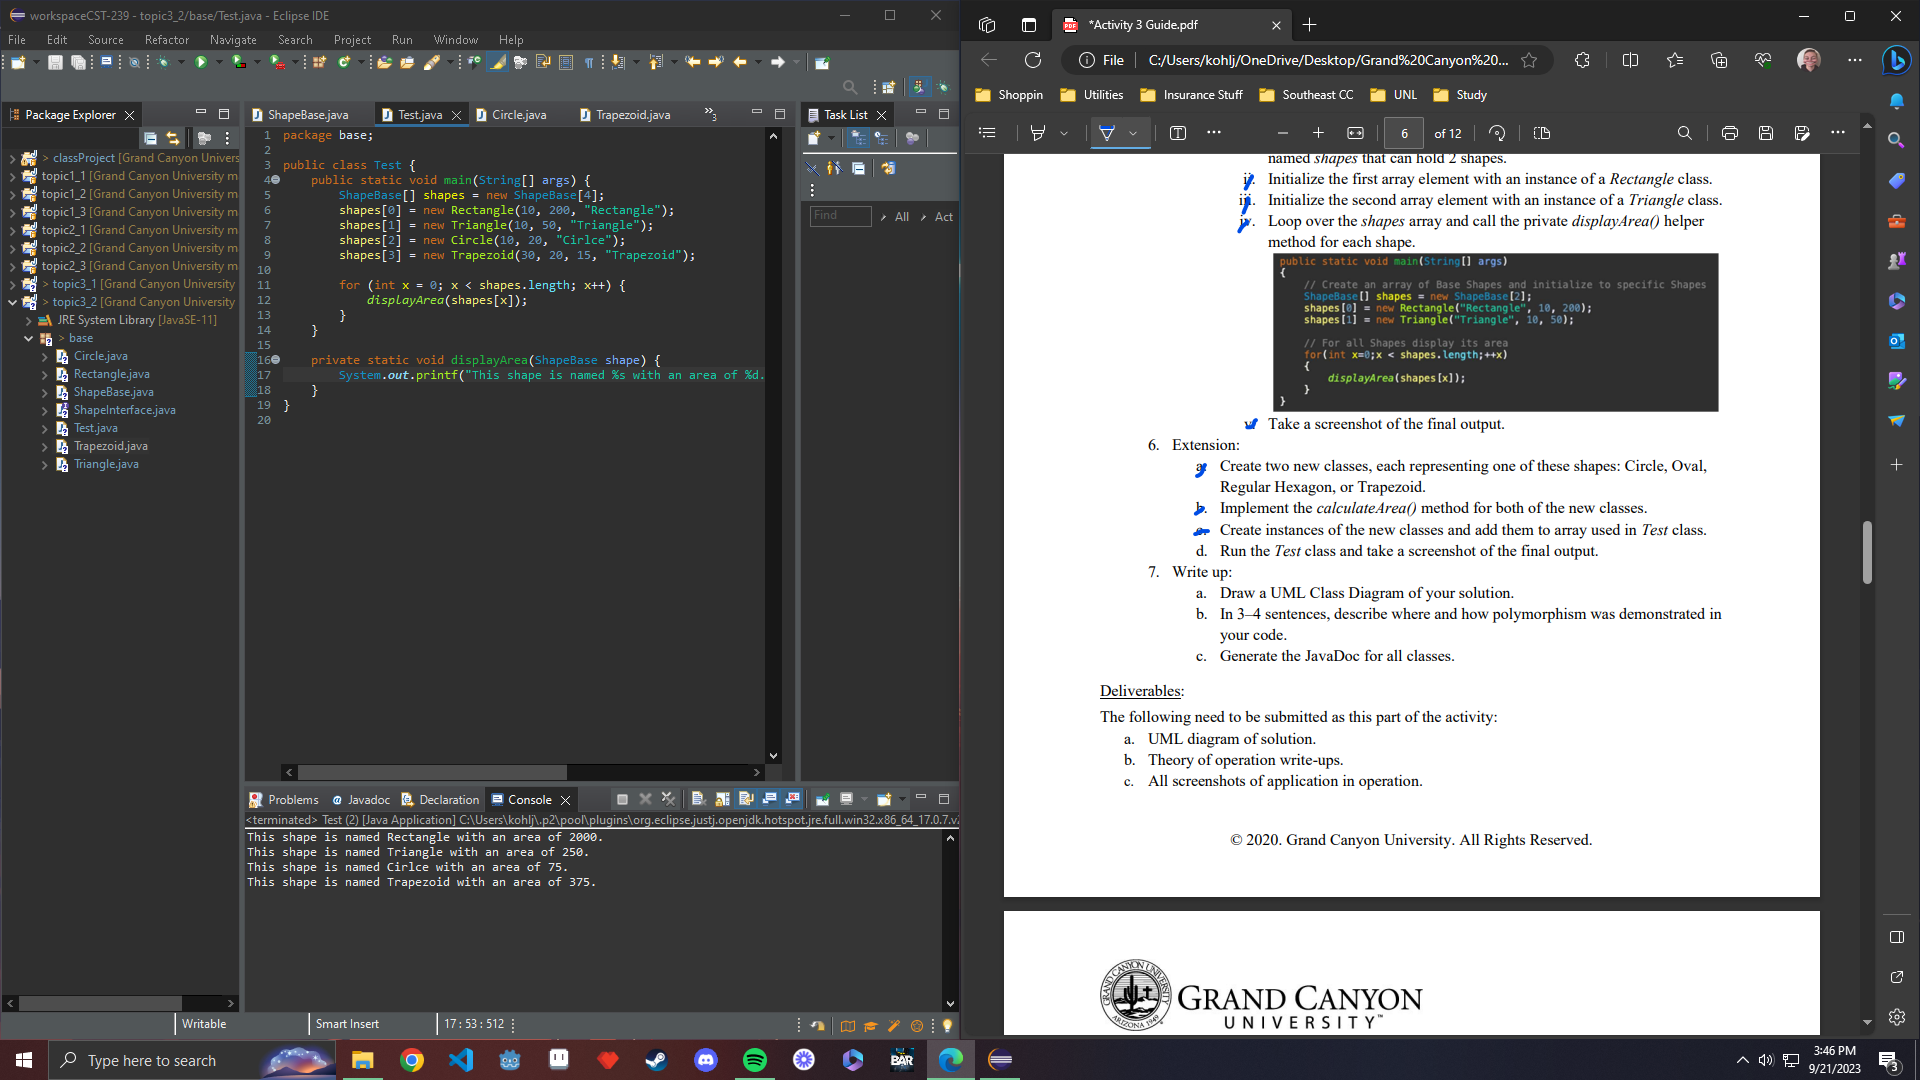 workspaceCST-239 - topic3_2/base/Test.java - Eclipse IDE
File Edit Source Refactor Navigate Search Project Run Window Help
Package Explorer
> classProject [Grand Canyon Univers
topic1_1 [Grand Canyon University m
topic1_2 [Grand Canyon University m
topic1_3 [Grand Canyon University m
topic2_1 [Grand Canyon University m
topic2_2 [Grand Canyon University m
topic2_3 [Grand Canyon University m
> topic3_1 [Grand Canyon University
> topic3_2 [Grand Canyon University
JRE System Library [JavaSE-11]
> base
Circle.java
Rectangle.java
ShapeBase.java
ShapeInterface.java
Test.java
Trapezoid.java
Triangle.java
ShapeBase.java Test.java Circle.java Trapezoid.java »3
1 package base;
2
3 public class Test {
4 public static void main(String[] args) {
5 ShapeBase[] shapes = new ShapeBase[4];
6 shapes[0] = new Rectangle(10, 200, "Rectangle");
7 shapes[1] = new Triangle(10, 50, "Triangle");
8 shapes[2] = new Circle(10, 20, "Cirlce");
9 shapes[3] = new Trapezoid(30, 20, 15, "Trapezoid");
10
11 for (int x = 0; x < shapes.length; x++) {
12 displayArea(shapes[x]);
13 }
14 }
15
16 private static void displayArea(ShapeBase shape) {
17 System.out.printf("This shape is named %s with an area of %d.
18 }
19 }
20
Task List
Find All Act
Problems Javadoc Declaration Console
<terminated> Test (2) [Java Application] C:\Users\kohlj\.p2\pool\plugins\org.eclipse.justj.openjdk.hotspot.jre.full.win32.x86_64_17.0.7.v
This shape is named Rectangle with an area of 2000.
This shape is named Triangle with an area of 250.
This shape is named Cirlce with an area of 75.
This shape is named Trapezoid with an area of 375.
Writable Smart Insert 17 : 53 : 512
*Activity 3 Guide.pdf
File C:/Users/kohlj/OneDrive/Desktop/Grand%20Canyon%20...
Shoppin Utilities Insurance Stuff Southeast CC UNL Study
6 of 12
named shapes that can hold 2 shapes.
ii. Initialize the first array element with an instance of a Rectangle class.
iii. Initialize the second array element with an instance of a Triangle class.
iv. Loop over the shapes array and call the private displayArea() helper
method for each shape.
public static void main(String[] args)
{
// Create an array of Base Shapes and initialize to specific Shapes
ShapeBase[] shapes = new ShapeBase[2];
shapes[0] = new Rectangle("Rectangle", 10, 200);
shapes[1] = new Triangle("Triangle", 10, 50);
// For all Shapes display its area
for(int x=0;x < shapes.length;++x)
{
displayArea(shapes[x]);
}
}
v. Take a screenshot of the final output.
6. Extension:
a. Create two new classes, each representing one of these shapes: Circle, Oval,
Regular Hexagon, or Trapezoid.
b. Implement the calculateArea() method for both of the new classes.
c. Create instances of the new classes and add them to array used in Test class.
d. Run the Test class and take a screenshot of the final output.
7. Write up:
a. Draw a UML Class Diagram of your solution.
b. In 3–4 sentences, describe where and how polymorphism was demonstrated in
your code.
c. Generate the JavaDoc for all classes.
Deliverables:
The following need to be submitted as this part of the activity:
a. UML diagram of solution.
b. Theory of operation write-ups.
c. All screenshots of application in operation.
© 2020. Grand Canyon University. All Rights Reserved.
GRAND CANYON
UNIVERSITY™
Type here to search
BAR
3:46 PM
9/21/2023
3